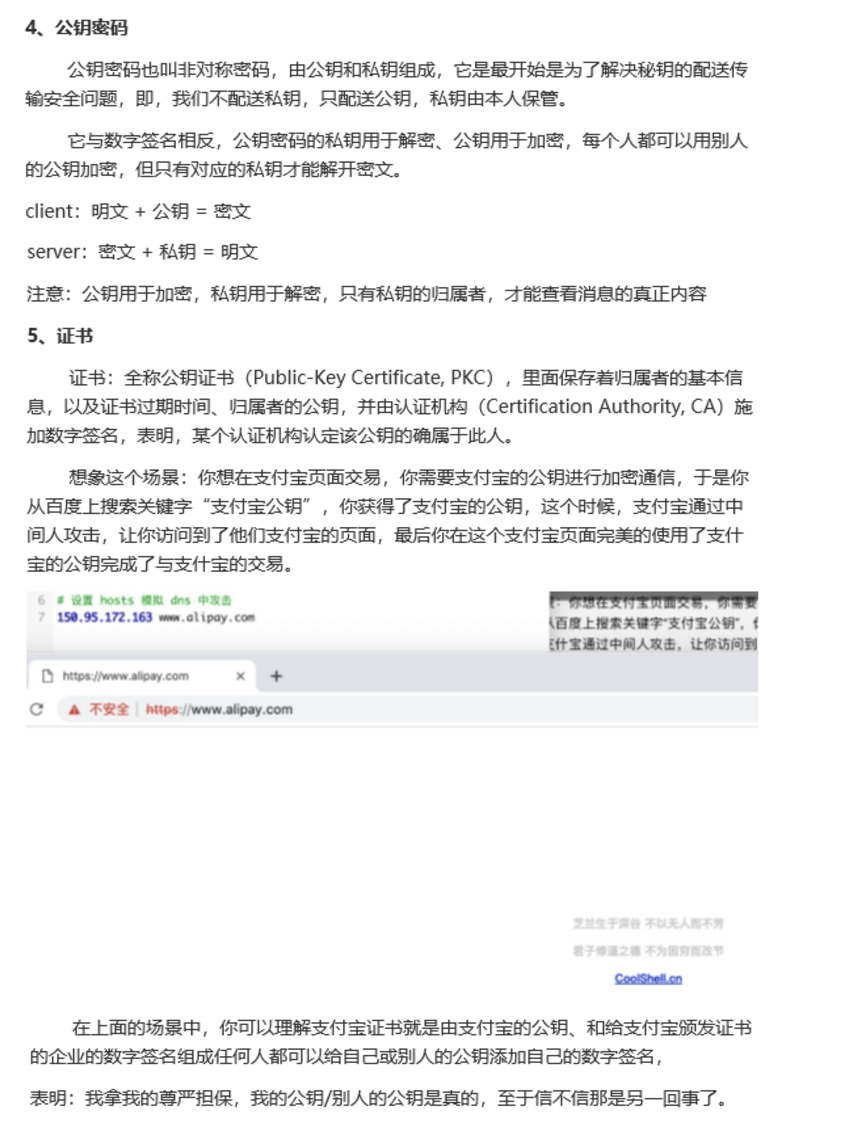 4、公钥密码
公钥密码也叫非对称密码，由公钥和私钥组成，它是最开始是为了解决秘钥的配送传
输安全问题，即，我们不配送私钥，只配送公钥，私钥由本人保管。
它与数字签名相反，公钥密码的私钥用于解密、公钥用于加密，每个人都可以用别人
的公钥加密，但只有对应的私钥才能解开密文。
client：明文 + 公钥 = 密文
server：密文 + 私钥 = 明文
注意：公钥用于加密，私钥用于解密，只有私钥的归属者，才能查看消息的真正内容
5、证书
证书：全称公钥证书（Public-Key Certificate, PKC），里面保存着归属者的基本信
息，以及证书过期时间、归属者的公钥，并由认证机构（Certification Authority, CA）施
加数字签名，表明，某个认证机构认定该公钥的确属于此人。
想象这个场景：你想在支付宝页面交易，你需要支付宝的公钥进行加密通信，于是你
从百度上搜索关键字“支付宝公钥”，你获得了支付宝的公钥，这个时候，支付宝通过中
间人攻击，让你访问到了他们支付宝的页面，最后你在这个支付宝页面完美的使用了支什
宝的公钥完成了与支什宝的交易。
6 # 设置 hosts 模拟 dns 中攻击
7 150.95.172.163 www.alipay.com
：你想在支付宝页面交易，你需要
百度上搜索关键字“支付宝公钥”，
什宝通过中间人攻击，让你访问到
https://www.alipay.com × +
不安全 | https://www.alipay.com
芝兰生于深谷 不以无人而不芳
君子修道之德 不为困穷而改节
CoolShell.cn
在上面的场景中，你可以理解支付宝证书就是由支付宝的公钥、和给支付宝颁发证书
的企业的数字签名组成任何人都可以给自己或别人的公钥添加自己的数字签名，
表明：我拿我的尊严担保，我的公钥/别人的公钥是真的，至于信不信那是另一回事了。